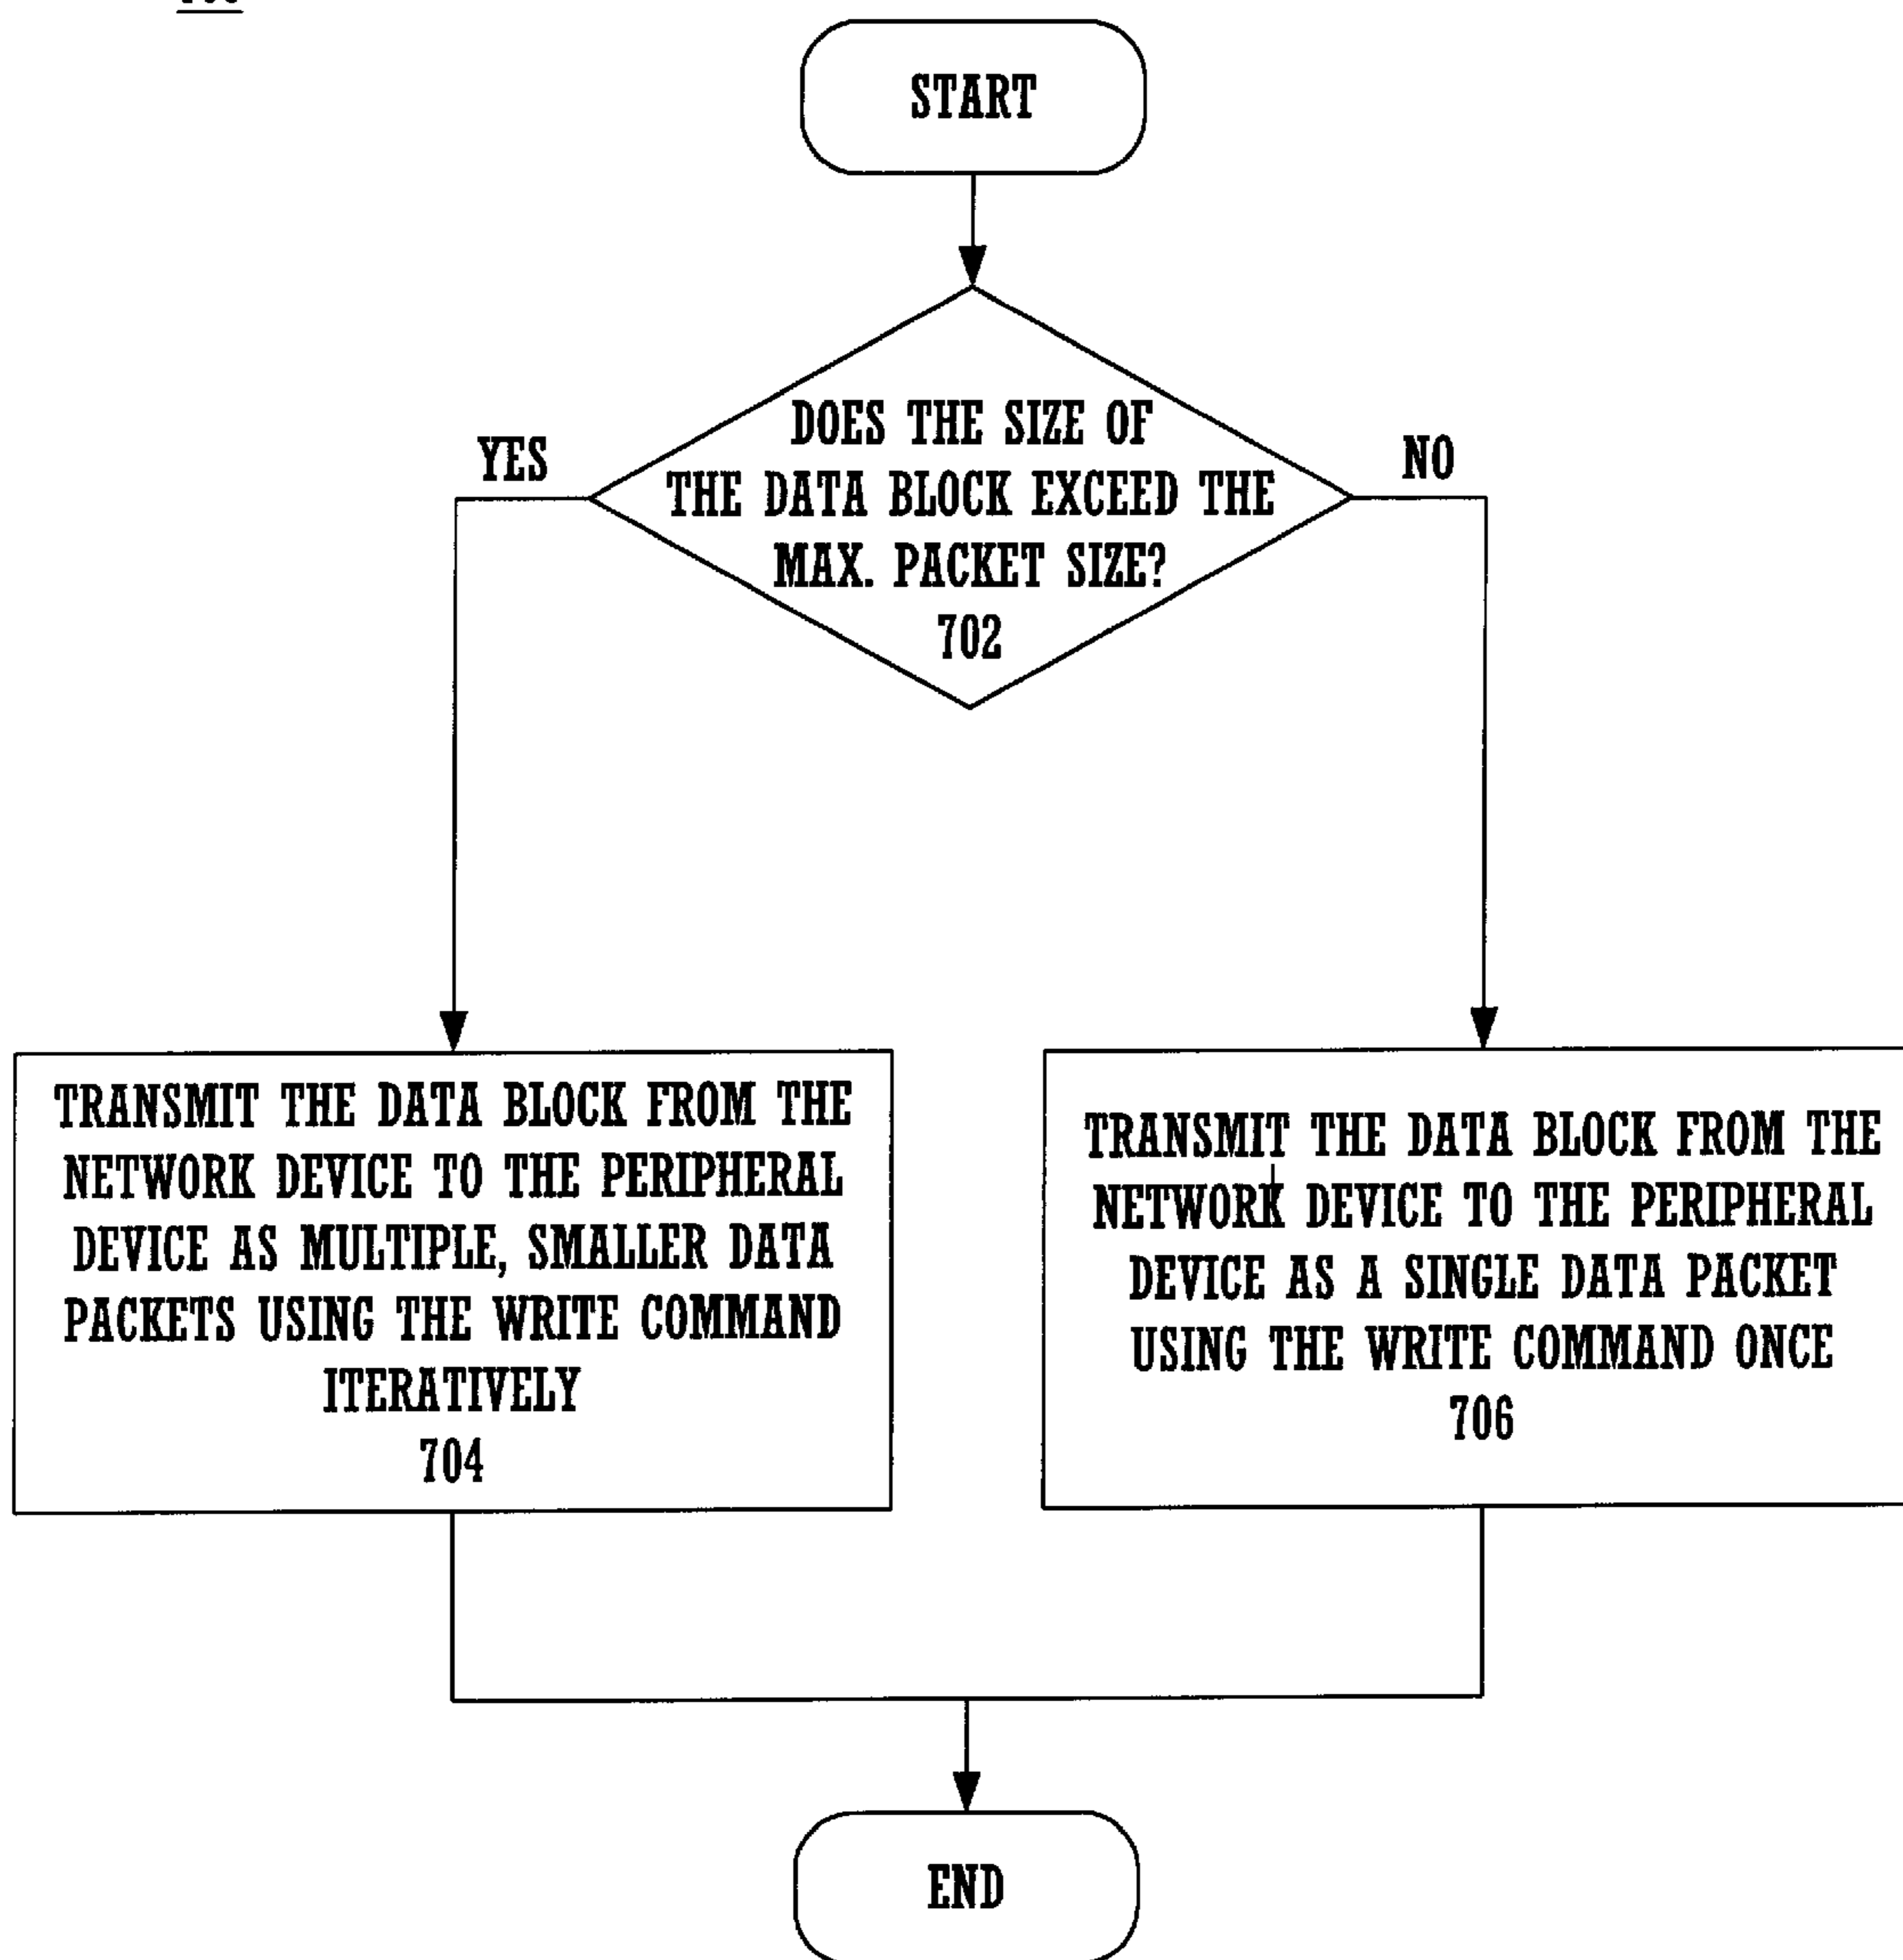 START
DOES THE SIZE OF
THE DATA BLOCK EXCEED THE
MAX. PACKET SIZE?
702
YES
NO
TRANSMIT THE DATA BLOCK FROM THE
NETWORK DEVICE TO THE PERIPHERAL
DEVICE AS MULTIPLE, SMALLER DATA
PACKETS USING THE WRITE COMMAND
ITERATIVELY
704
TRANSMIT THE DATA BLOCK FROM THE
NETWORK DEVICE TO THE PERIPHERAL
DEVICE AS A SINGLE DATA PACKET
USING THE WRITE COMMAND ONCE
706
END